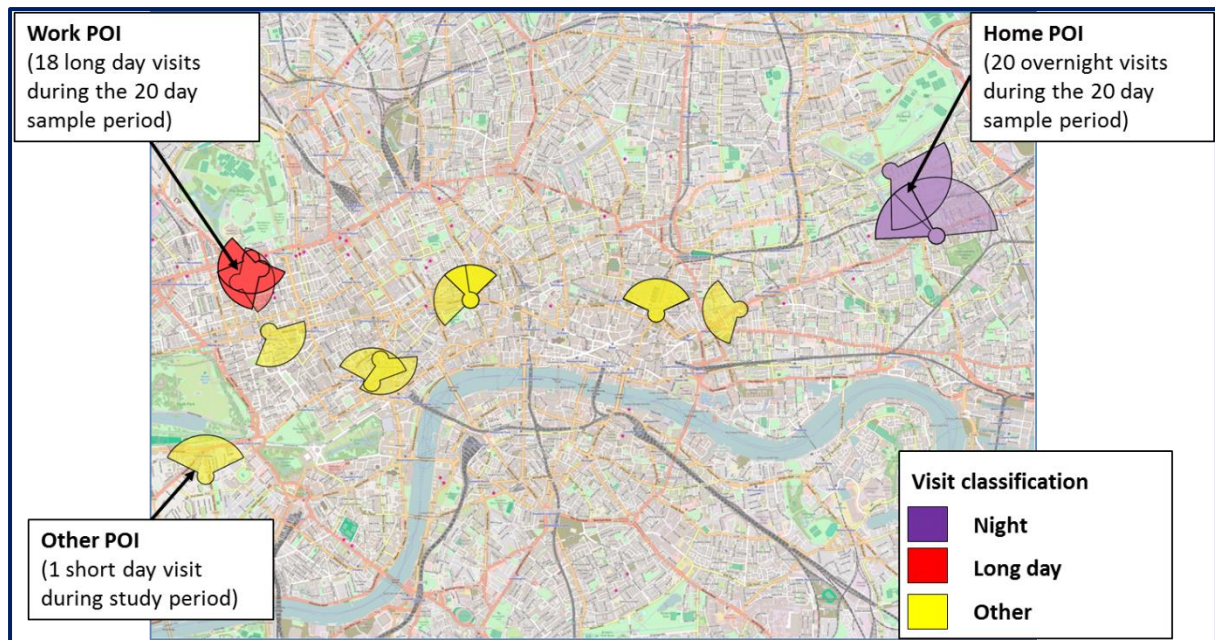 Work POI
(18 long day visits
during the 20 day
sample period)
Home POI
(20 overnight visits
during the 20 day
sample period)
Other POI
(1 short day visit
during study period)
Visit classification
Night
Long day
Other